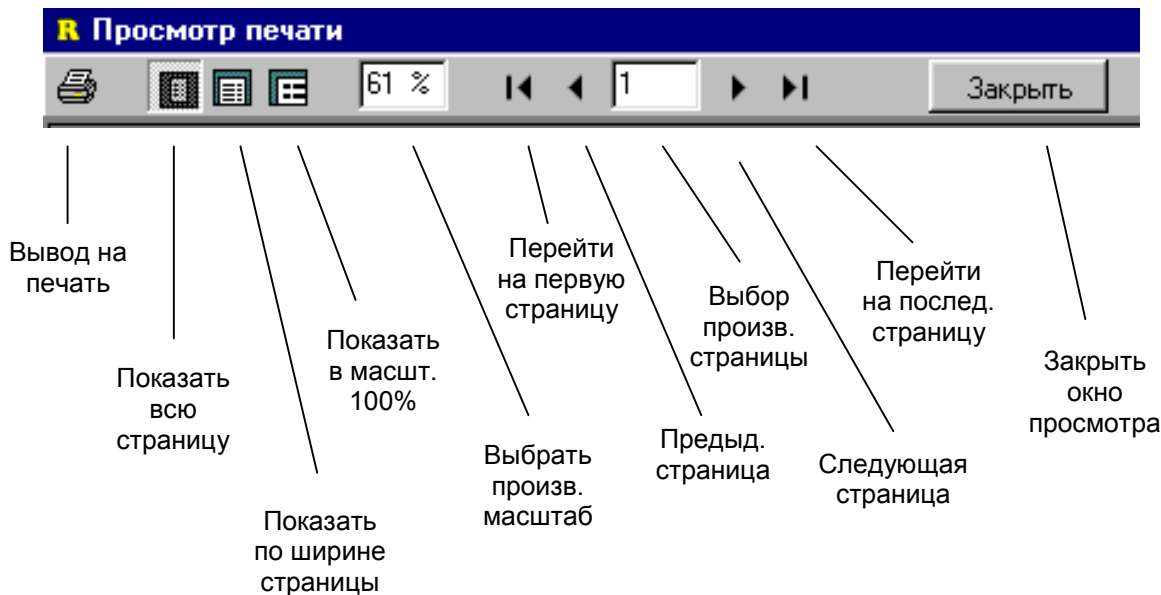 R Просмотр печати
61 %
1
Закрыть
Вывод на
печать
Показать
всю
страницу
Показать
по ширине
страницы
Показать
в масшт.
100%
Выбрать
произв.
масштаб
Перейти
на первую
страницу
Предыд.
страница
Выбор
произв.
страницы
Следующая
страница
Перейти
на послед.
страницу
Закрыть
окно
просмотра